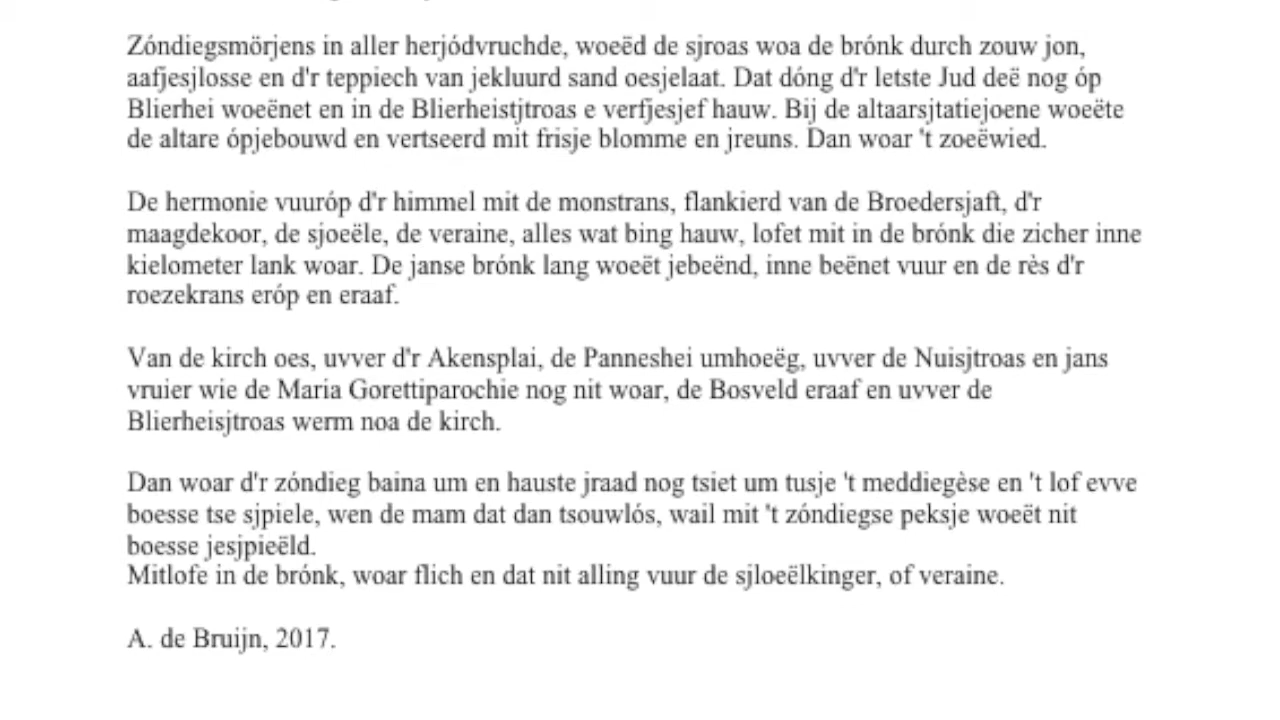 Zóndiegsmörjens in aller herjódvruchde, woeëd de sjroas woa de brónk durch zouw jon,
aafjesjlosse en d'r teppiech van jekluurd sand oesjelaat. Dat dóng d'r letste Jud deë nog óp
Blierhei woeënet en in de Blierheistjtroas e verfjesjef hauw. Bij de altaarsjtatiejoene woeëte
de altare ópjebouwd en vertseerd mit frisje blomme en jreuns. Dan woar 't zoeëwied.
De hermonie vuuróp d'r himmel mit de monstrans, flankierd van de Broedersjaft, d'r
maagdekoor, de sjoeële, de veraine, alles wat bing hauw, lofet mit in de brónk die zicher inne
kielometer lank woar. De janse brónk lang woeët jebeënd, inne beënet vuur en de rès d'r
roezekrans eróp en eraaf.
Van de kirch oes, uvver d'r Akensplai, de Panneshei umhoeëg, uvver de Nuisjtroas en jans
vruier wie de Maria Gorettiparochie nog nit woar, de Bosveld eraaf en uvver de
Blierheisjtroas werm noa de kirch.
Dan woar d'r zóndieg baina um en hauste jraad nog tsiet um tusje 't meddiegèse en 't lof evve
boesse tse sjpiele, wen de mam dat dan tsouwlós, wail mit 't zóndiegse peksje woeët nit
boesse jesjpieëld.
Mitlofe in de brónk, woar flich en dat nit alling vuur de sjloeëlkinger, of veraine.
A. de Bruijn, 2017.